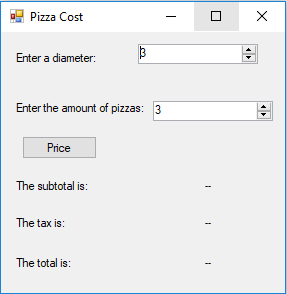 Pizza Cost
Enter a diameter: 3
Enter the amount of pizzas: 3
Price
The subtotal is: --
The tax is: --
The total is: --